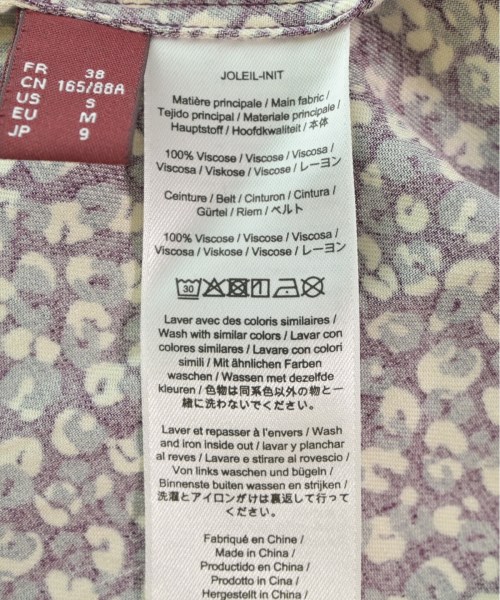 FR 38
CN 165/88A
US S
EU M
JP 9
JOLEIL-INIT
Matière principale / Main fabric /
Tejido principal / Materiale principale /
Hauptstoff / Hoofdkwaliteit / 本体
100% Viscose / Viscose / Viscosa /
Viscosa / Viskose / Viscose / レーヨン
Ceinture / Belt / Cinturon / Cintura /
Gürtel / Riem / ベルト
100% Viscose / Viscose / Viscosa /
Viscosa / Viskose / Viscose / レーヨン
30
Laver avec des coloris similaires /
Wash with similar colors / Lavar con
colores similares / Lavare con colori
simili / Mit ähnlichen Farben
waschen / Wassen met dezelfde
kleuren / 色物は同系色以外の物と一
緒に洗わないでください。
Laver et repasser à l'envers / Wash
and iron inside out / lavar y planchar
al reves / Lavare e stirare al rovescio /
Von links waschen und bügeln /
Binnenste buiten wassen en strijken /
洗濯とアイロンがけは裏返して行って
ください。
Fabriqué en Chine /
Made in China /
Producido en China /
Prodotto in Cina /
Hergestellt in China /